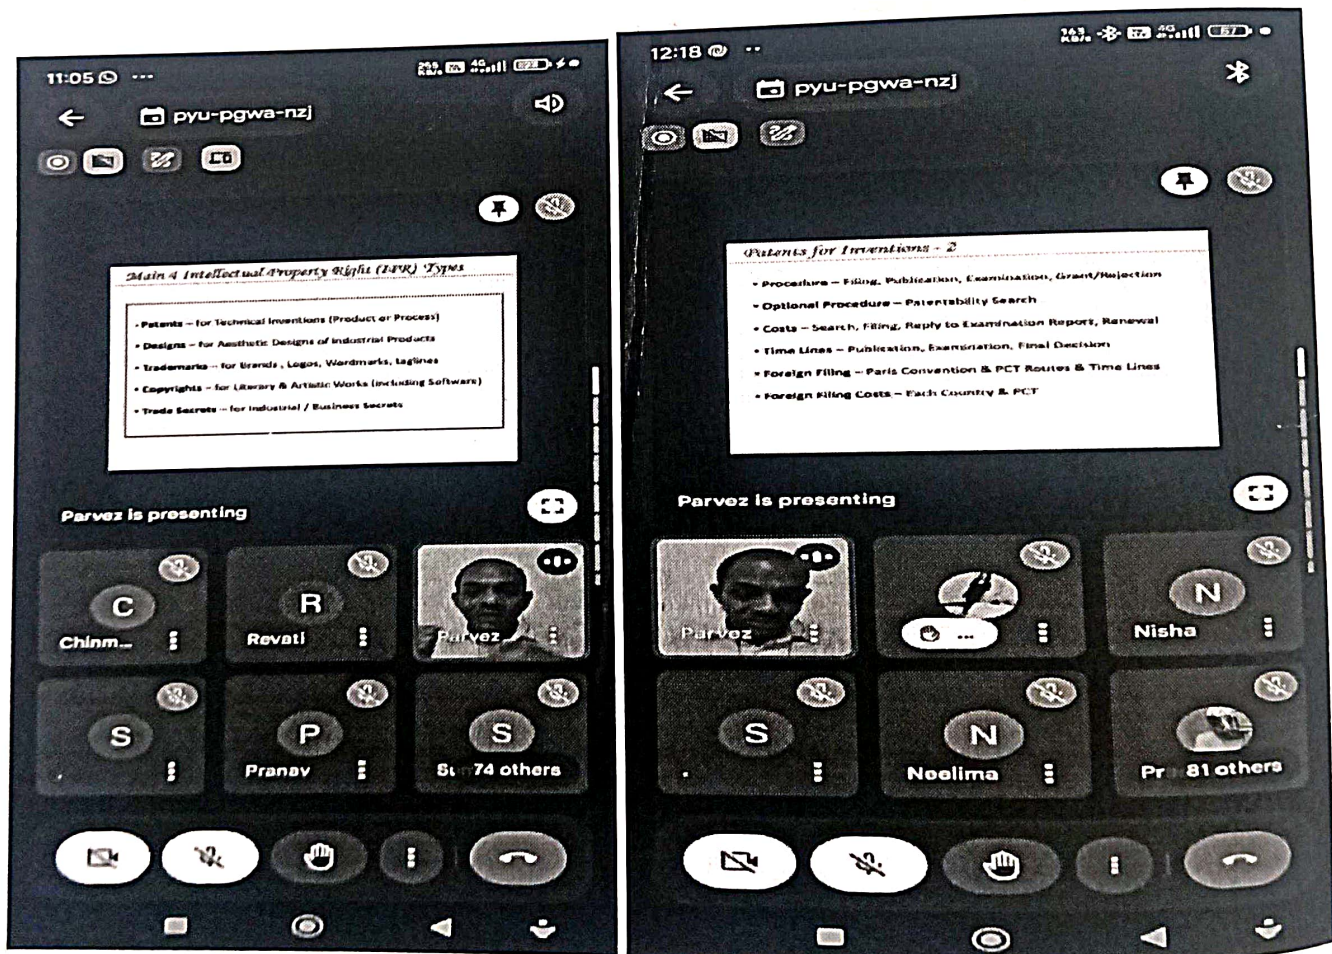 11:05
4G
pyu-pgwa-nzj
Main 4 Intellectual Property Right (IPR) Types
• Patents – for Technical Inventions (Product or Process)
• Designs – for Aesthetic Designs of Industrial Products
• Trademarks – for Brands , Logos, Wordmarks, taglines
• Copyrights – for Literary & Artistic Works (including Software)
• Trade Secrets – for Industrial / Business Secrets
Parvez is presenting
C
Chinm...
R
Revati
Parvez
S
P
Pranav
S
74 others
12:18
4G
pyu-pgwa-nzj
Patents for Inventions - 2
• Procedure – Filing, Publication, Examination, Grant/Rejection
• Optional Procedure – Patentability Search
• Costs – Search, Filing, Reply to Examination Report, Renewal
• Time Lines – Publication, Examination, Final Decision
• Foreign Filing – Paris Convention & PCT Routes & Time Lines
• Foreign Filing Costs – Each Country & PCT
Parvez is presenting
Parvez
...
N
Nisha
S
N
Neelima
Pr
81 others